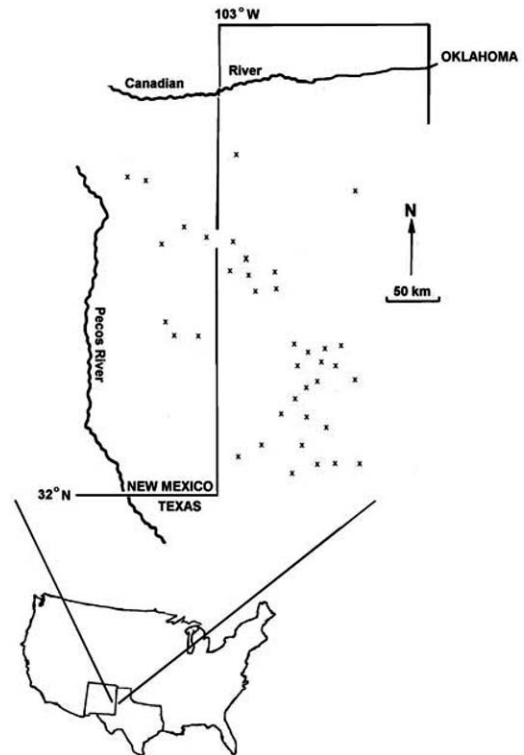 103° W
OKLAHOMA
Canadian River
N
50 km
Pecos River
32° N
NEW MEXICO
TEXAS